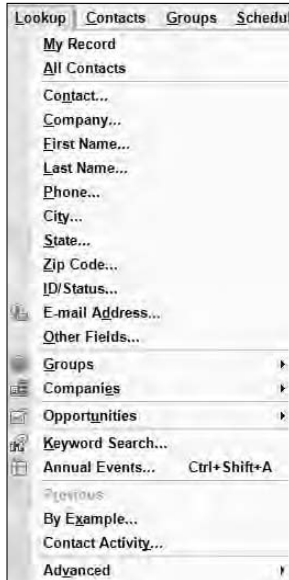 Lookup Contacts Groups Schedul
My Record
All Contacts
Contact...
Company...
First Name...
Last Name...
Phone...
City...
State...
Zip Code...
ID/Status...
E-mail Address...
Other Fields...
Groups
Companies
Opportunities
Keyword Search...
Annual Events... Ctrl+Shift+A
Previous
By Example...
Contact Activity...
Advanced